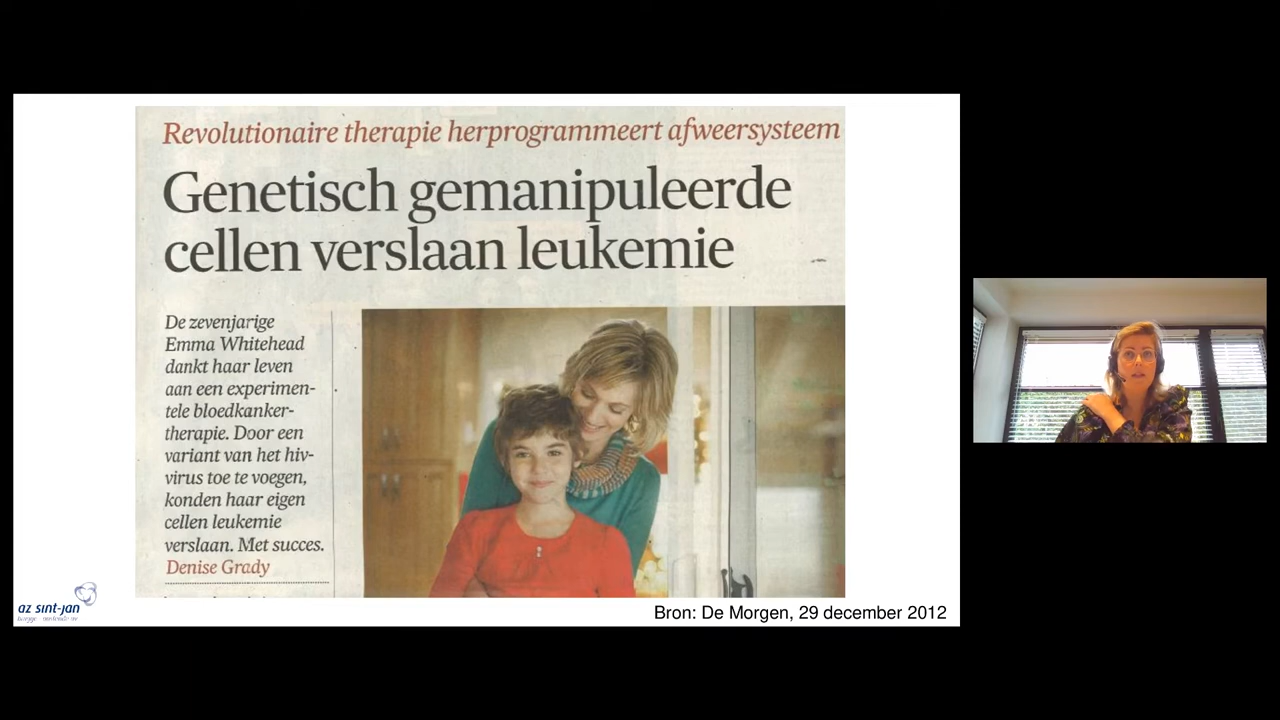 Revolutionaire therapie herprogrammeert afweersysteem
Genetisch gemanipuleerde
cellen verslaan leukemie
De zevenjarige
Emma Whitehead
dankt haar leven
aan een experimen-
tele bloedkanker-
therapie. Door een
variant van het hiv-
virus toe te voegen,
konden haar eigen
cellen leukemie
verslaan. Met succes.
Denise Grady
az sint-jan
Bron: De Morgen, 29 december 2012